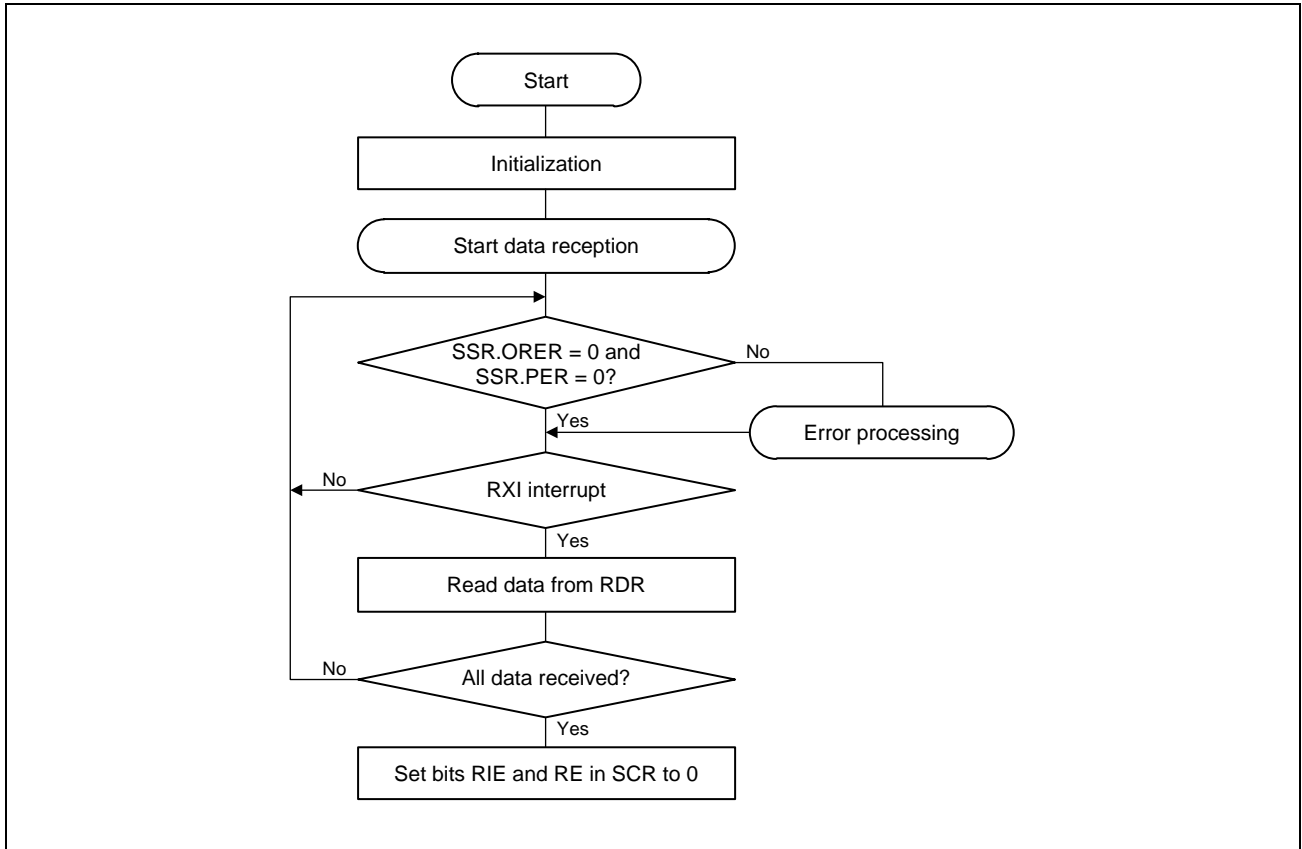 Start
Initialization
Start data reception
SSR.ORER = 0 and
SSR.PER = 0?
No
Yes
Error processing
No
RXI interrupt
Yes
Read data from RDR
No
All data received?
Yes
Set bits RIE and RE in SCR to 0